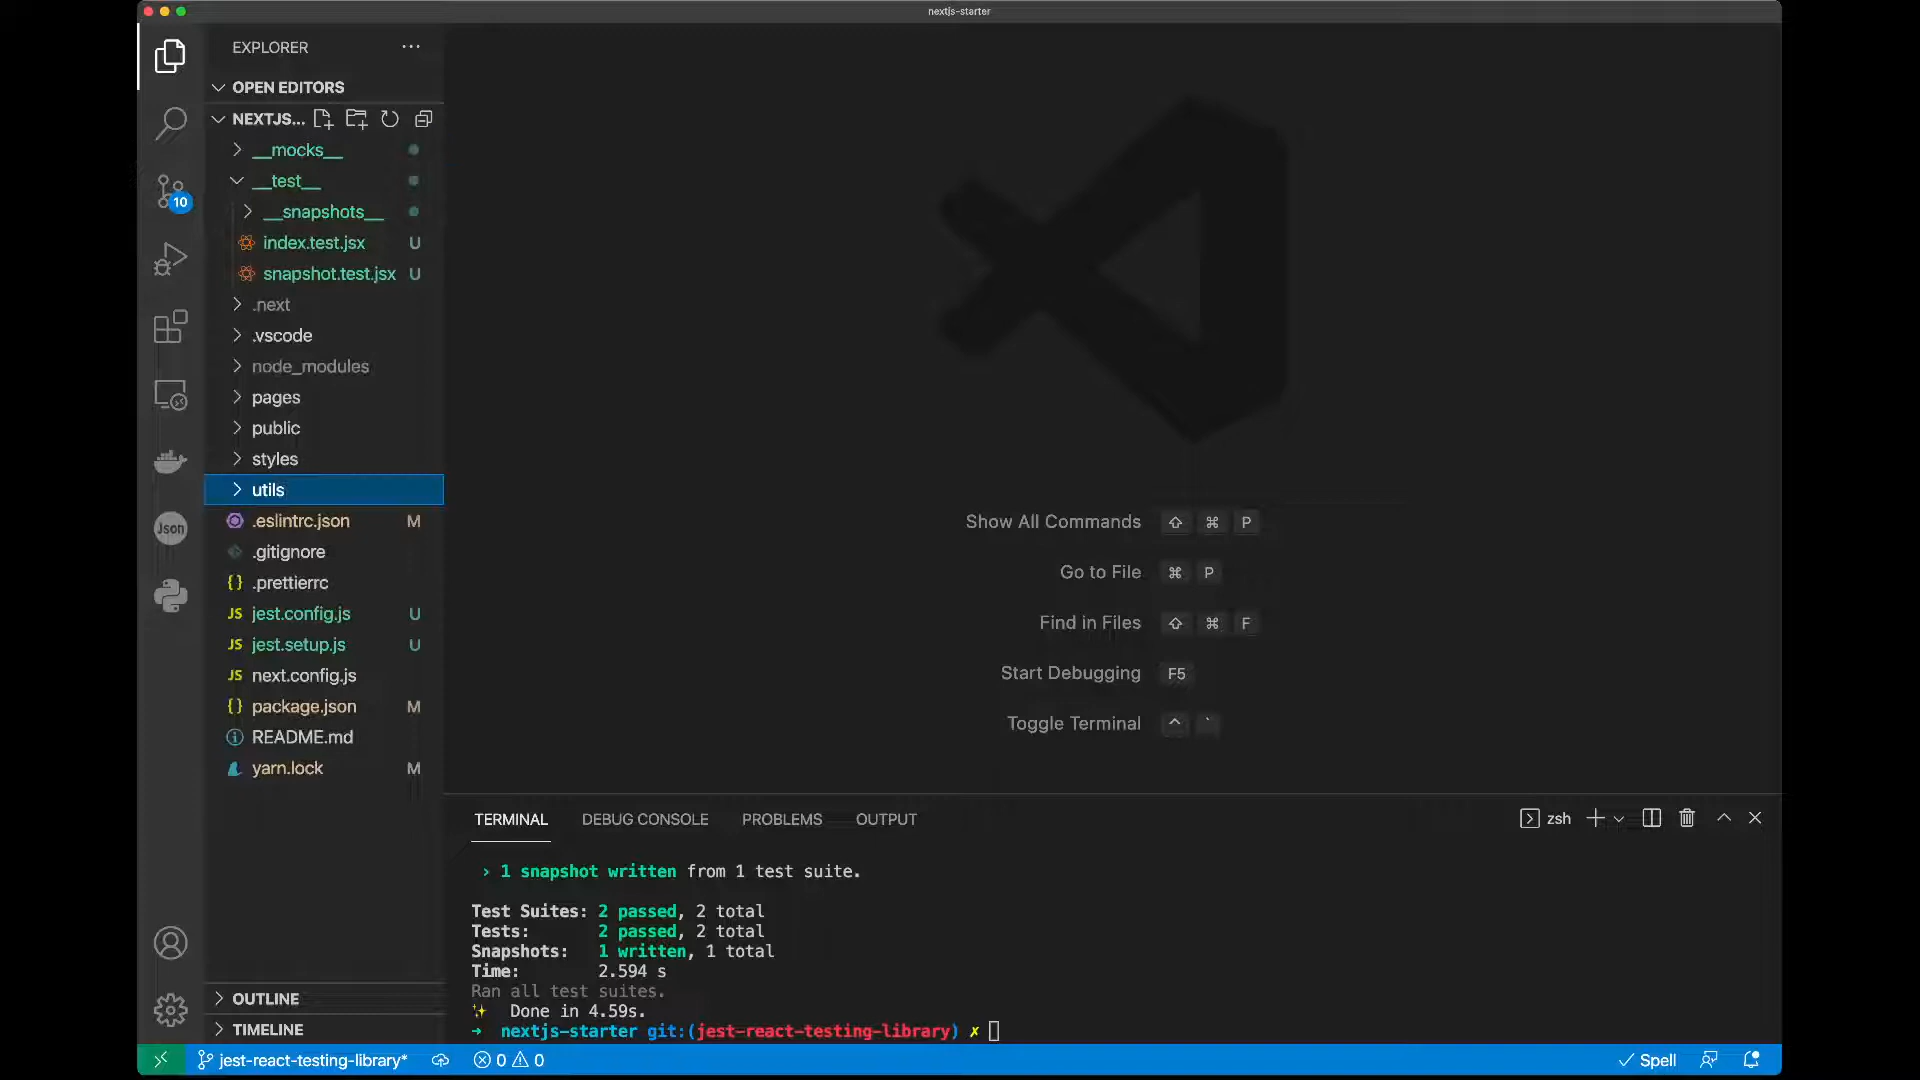 nextjs-starter
EXPLORER
OPEN EDITORS
NEXTJS...
__mocks__
__test__
__snapshots__
index.test.jsx U
snapshot.test.jsx U
.next
.vscode
node_modules
pages
public
styles
utils
.eslintrc.json M
.gitignore
{} .prettierrc
JS jest.config.js U
JS jest.setup.js U
JS next.config.js
{} package.json M
README.md
yarn.lock M
OUTLINE
TIMELINE
10
Json
Show All Commands ⇧ ⌘ P
Go to File ⌘ P
Find in Files ⇧ ⌘ F
Start Debugging F5
Toggle Terminal ^ `
TERMINAL DEBUG CONSOLE PROBLEMS OUTPUT
zsh
› 1 snapshot written from 1 test suite.
Test Suites: 2 passed, 2 total
Tests: 2 passed, 2 total
Snapshots: 1 written, 1 total
Time: 2.594 s
Ran all test suites.
✨ Done in 4.59s.
➜ nextjs-starter git:(jest-react-testing-library) ✗
jest-react-testing-library* 0 0 Spell